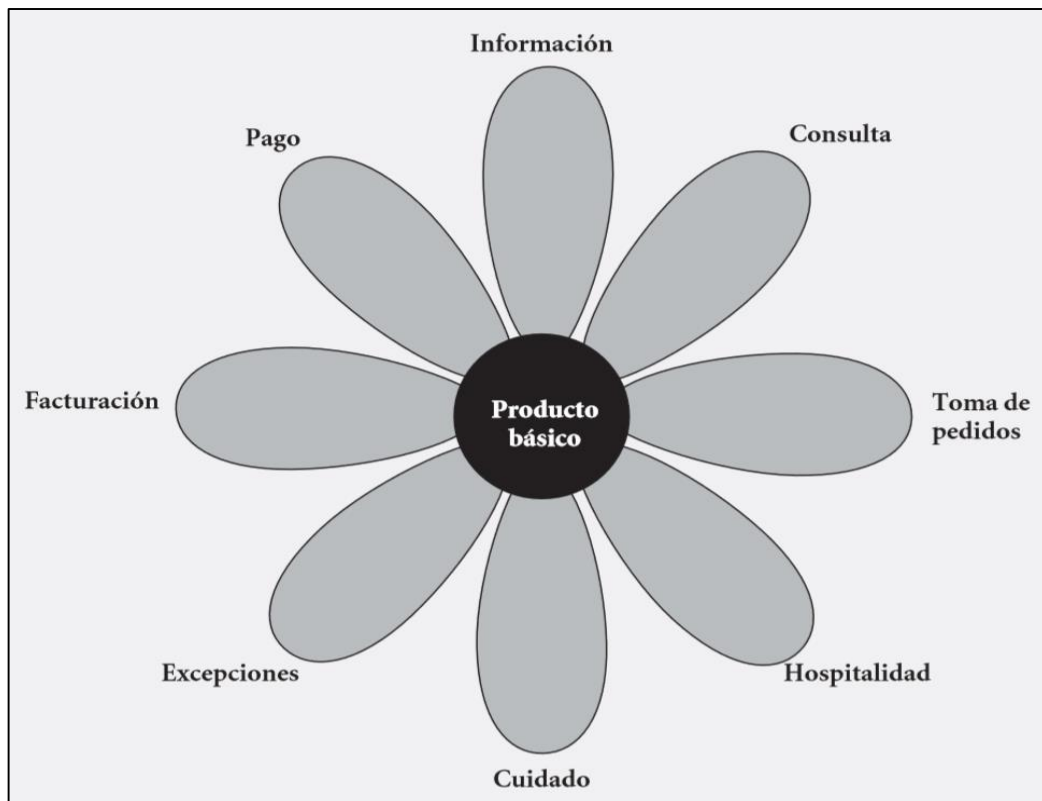 Información
Pago
Consulta
Facturación
Producto
básico
Toma de
pedidos
Excepciones
Hospitalidad
Cuidado